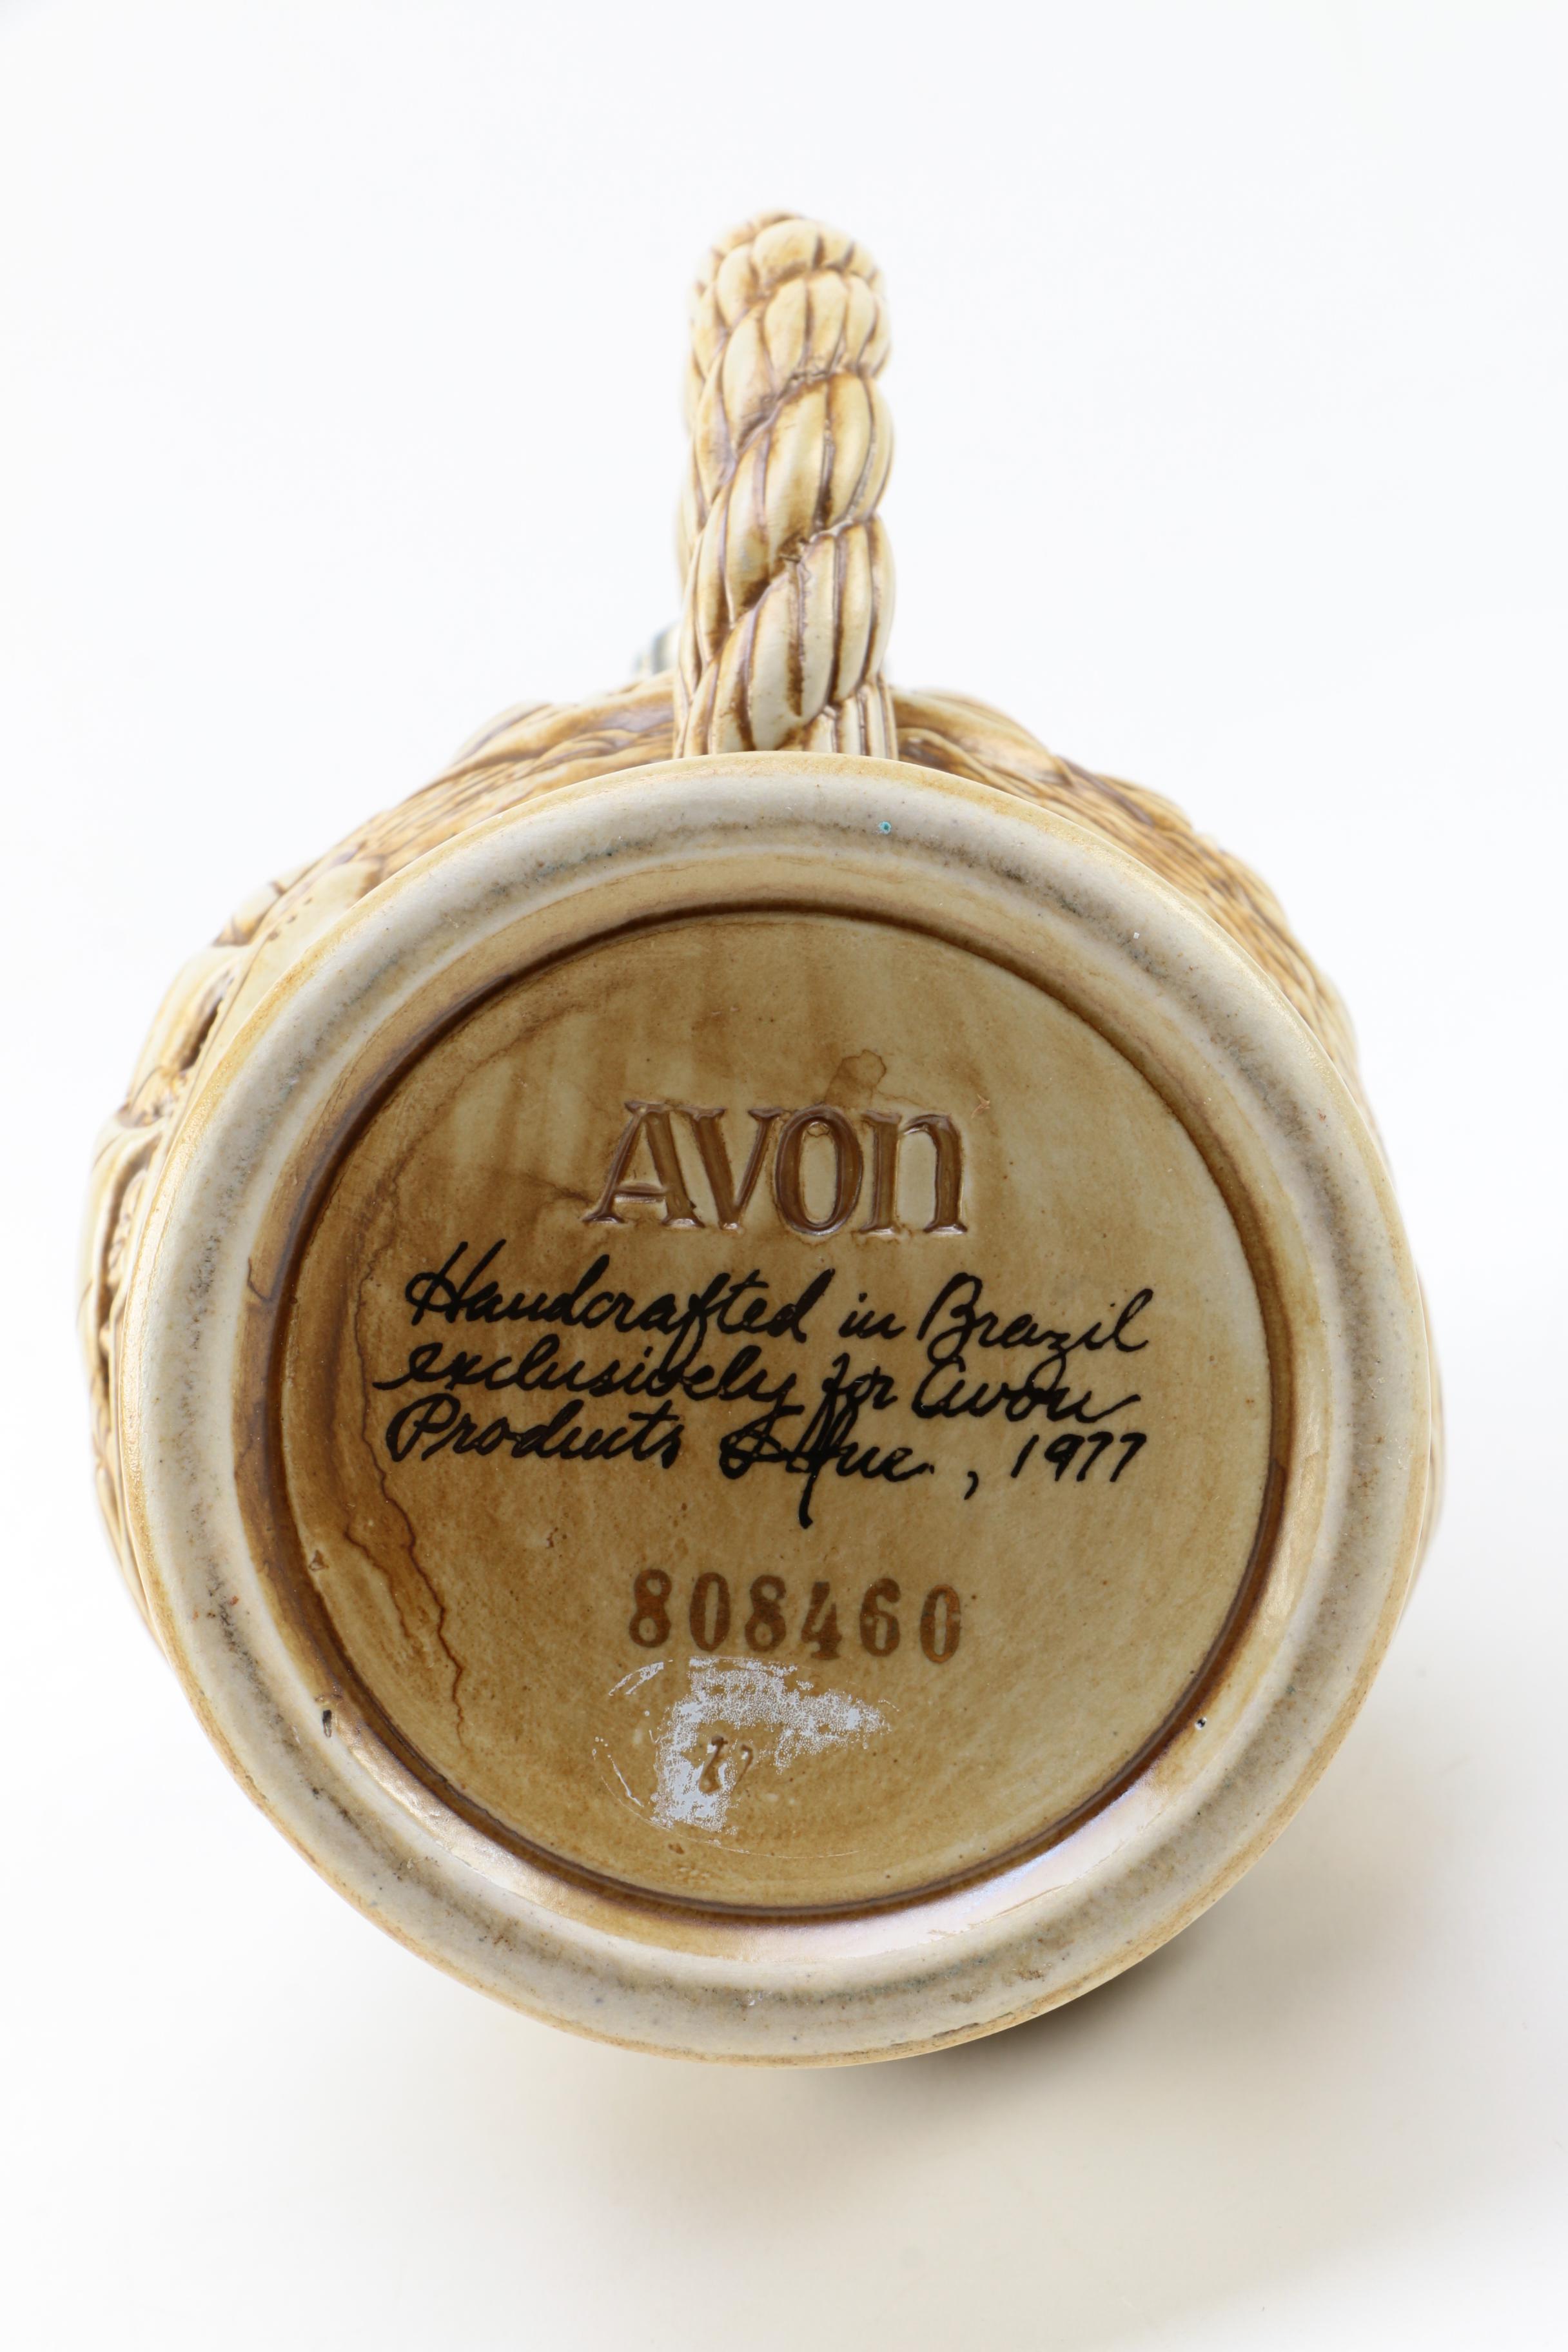 Avon
Handcrafted in Brazil
exclusively for Avon
Products Inc., 1977
808460